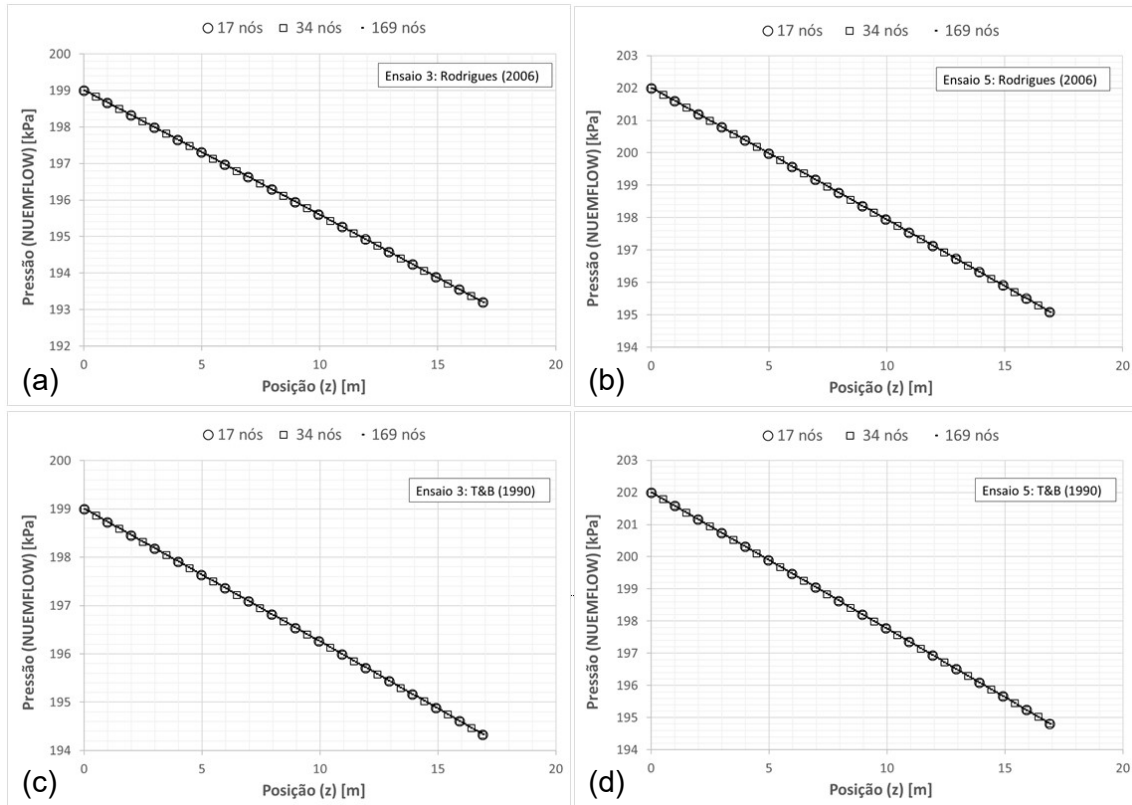 17 nós 34 nós 169 nós
Ensaio 3: Rodrigues (2006)
Pressão (NUEMFLOW) [kPa]
200
199
198
197
196
195
194
193
192
0 5 10 15 20
Posição (z) [m]
(a)
17 nós 34 nós 169 nós
Ensaio 5: Rodrigues (2006)
Pressão (NUEMFLOW) [kPa]
203
202
201
200
199
198
197
196
195
194
0 5 10 15 20
Posição (z) [m]
(b)
17 nós 34 nós 169 nós
Ensaio 3: T&B (1990)
Pressão (NUEMFLOW) [kPa]
200
199
198
197
196
195
194
0 5 10 15 20
Posição (z) [m]
(c)
17 nós 34 nós 169 nós
Ensaio 5: T&B (1990)
Pressão (NUEMFLOW) [kPa]
203
202
201
200
199
198
197
196
195
194
0 5 10 15 20
Posição (z) [m]
(d)